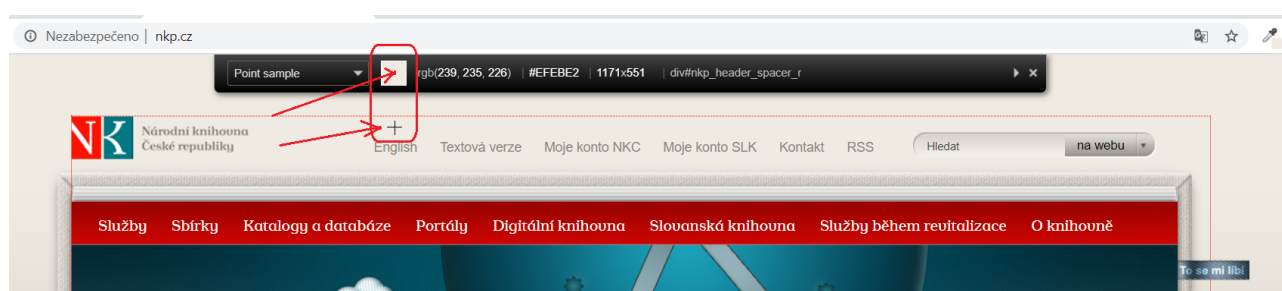 Nezabezpečeno | nkp.cz
Point sample rgb(239, 235, 226) | #EFEBE2 | 1171x551 | div#nkp_header_spacer_r
NK Národní knihovna
České republiky
English Textová verze Moje konto NKC Moje konto SLK Kontakt RSS Hledat na webu
Služby Sbírky Katalogy a databáze Portály Digitální knihovna Slovanská knihovna Služby během revitalizace O knihovně
To se mi líbí